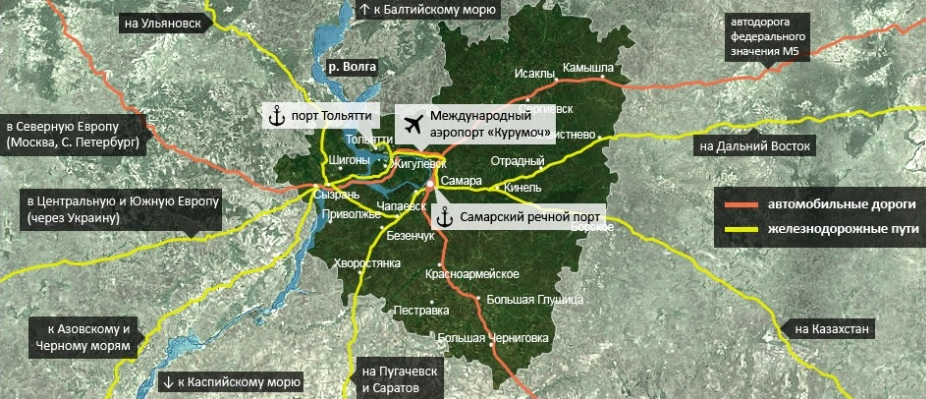 ↑ к Балтийскому морю
на Ульяновск
автодорога
федерального
значения М5
р. Волга
Камышла
Исаклы
Сергиевск
порт Тольятти
Международный
аэропорт «Курумоч»
в Северную Европу
(Москва, С. Петербург)
Тольятти
на Дальний Восток
Шигоны
Жигулевск
Отрадный
Самара
Кинель
Сызрань
в Центральную и Южную Европу
(через Украину)
Приволжье
Чапаевск
Самарский речной порт
автомобильные дороги
железнодорожные пути
Борское
Безенчук
Хворостянка
Красноармейское
Пестравка
Большая Глушица
к Азовскому и
Черному морям
на Казахстан
Большая Черниговка
↓ к Каспийскому морю
на Пугачевск
и Саратов